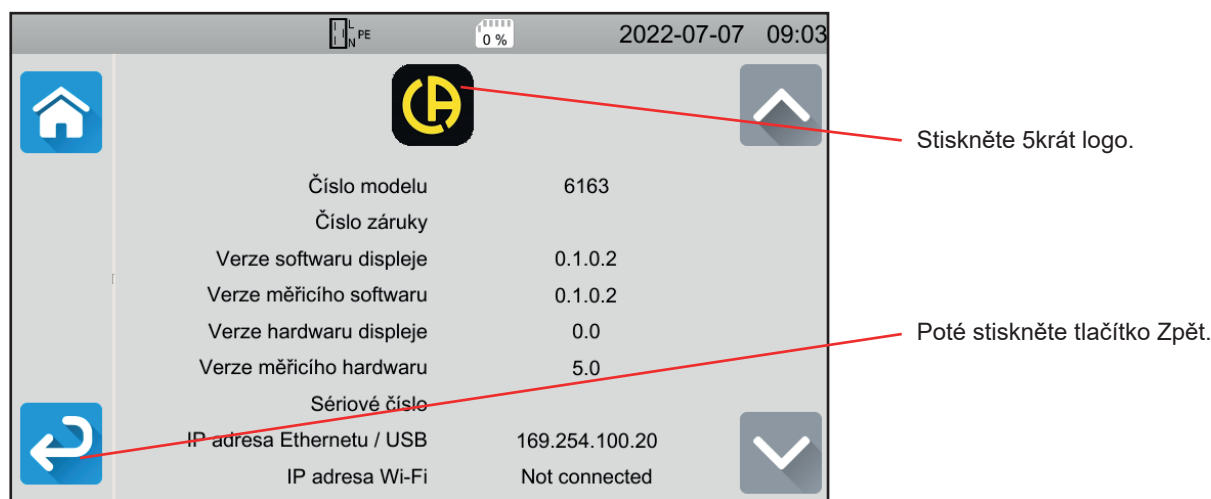 L
N PE
0 %
2022-07-07 09:03
Stiskněte 5krát logo.
Číslo modelu 6163
Číslo záruky
Verze softwaru displeje 0.1.0.2
Verze měřicího softwaru 0.1.0.2
Verze hardwaru displeje 0.0
Poté stiskněte tlačítko Zpět.
Verze měřicího hardwaru 5.0
Sériové číslo
IP adresa Ethernetu / USB 169.254.100.20
IP adresa Wi-Fi Not connected